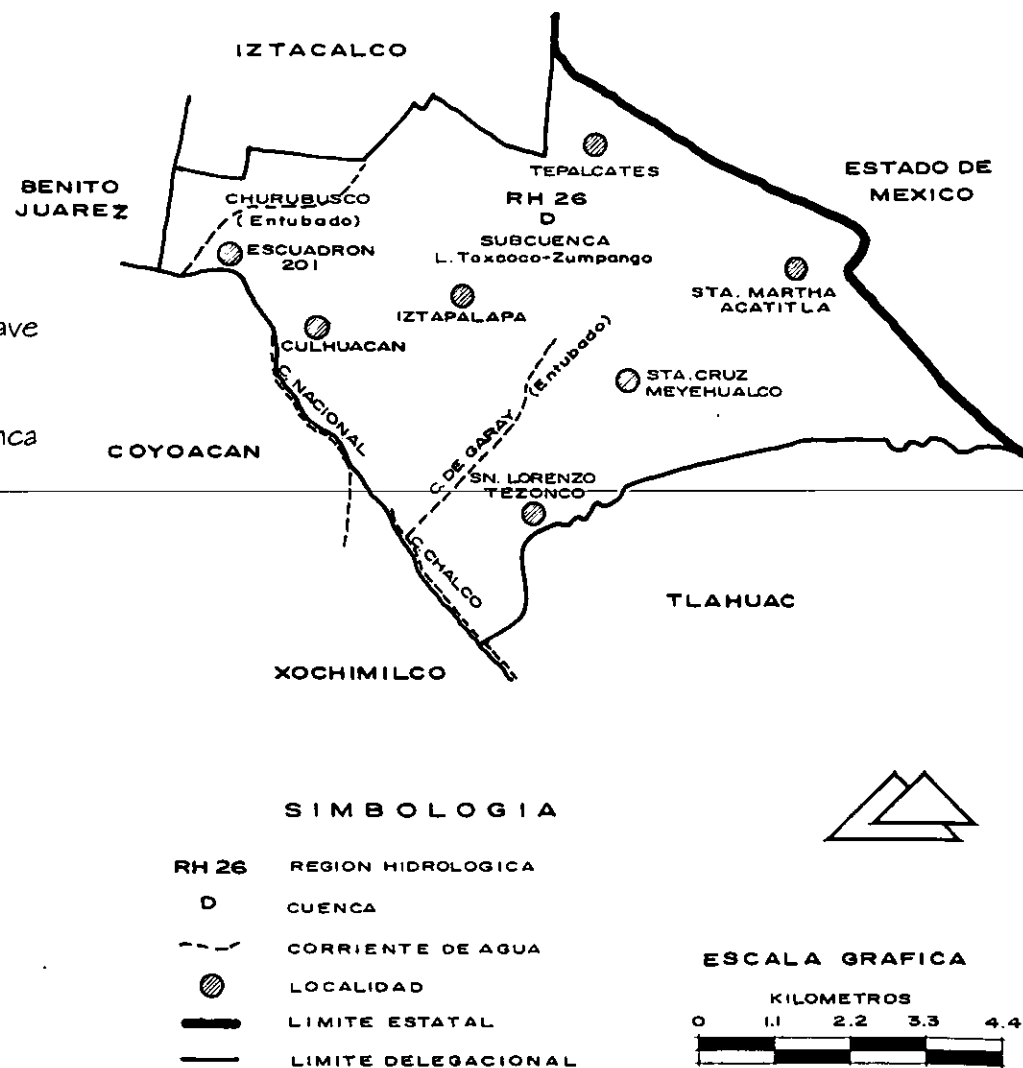 IZTACALCO
TEPALCATES
ESTADO DE
MEXICO
BENITO
JUAREZ
CHURUBUSCO
(Entubado)
RH 26
D
SUBCUENCA
L. Texcoco-Zumpango
ESCUADRON
201
STA. MARTHA
ACATITLA
IZTAPALAPA
CULHUACAN
(Entubado)
STA. CRUZ
MEYEHUALCO
C. NACIONAL
COYOACAN
C. DE GARAY
SN. LORENZO
TEZONCO
C. CHALCO
TLAHUAC
XOCHIMILCO
SIMBOLOGIA
RH 26 REGION HIDROLOGICA
D CUENCA
CORRIENTE DE AGUA
LOCALIDAD
LIMITE ESTATAL
LIMITE DELEGACIONAL
ESCALA GRAFICA
KILOMETROS
0 1.1 2.2 3.3 4.4